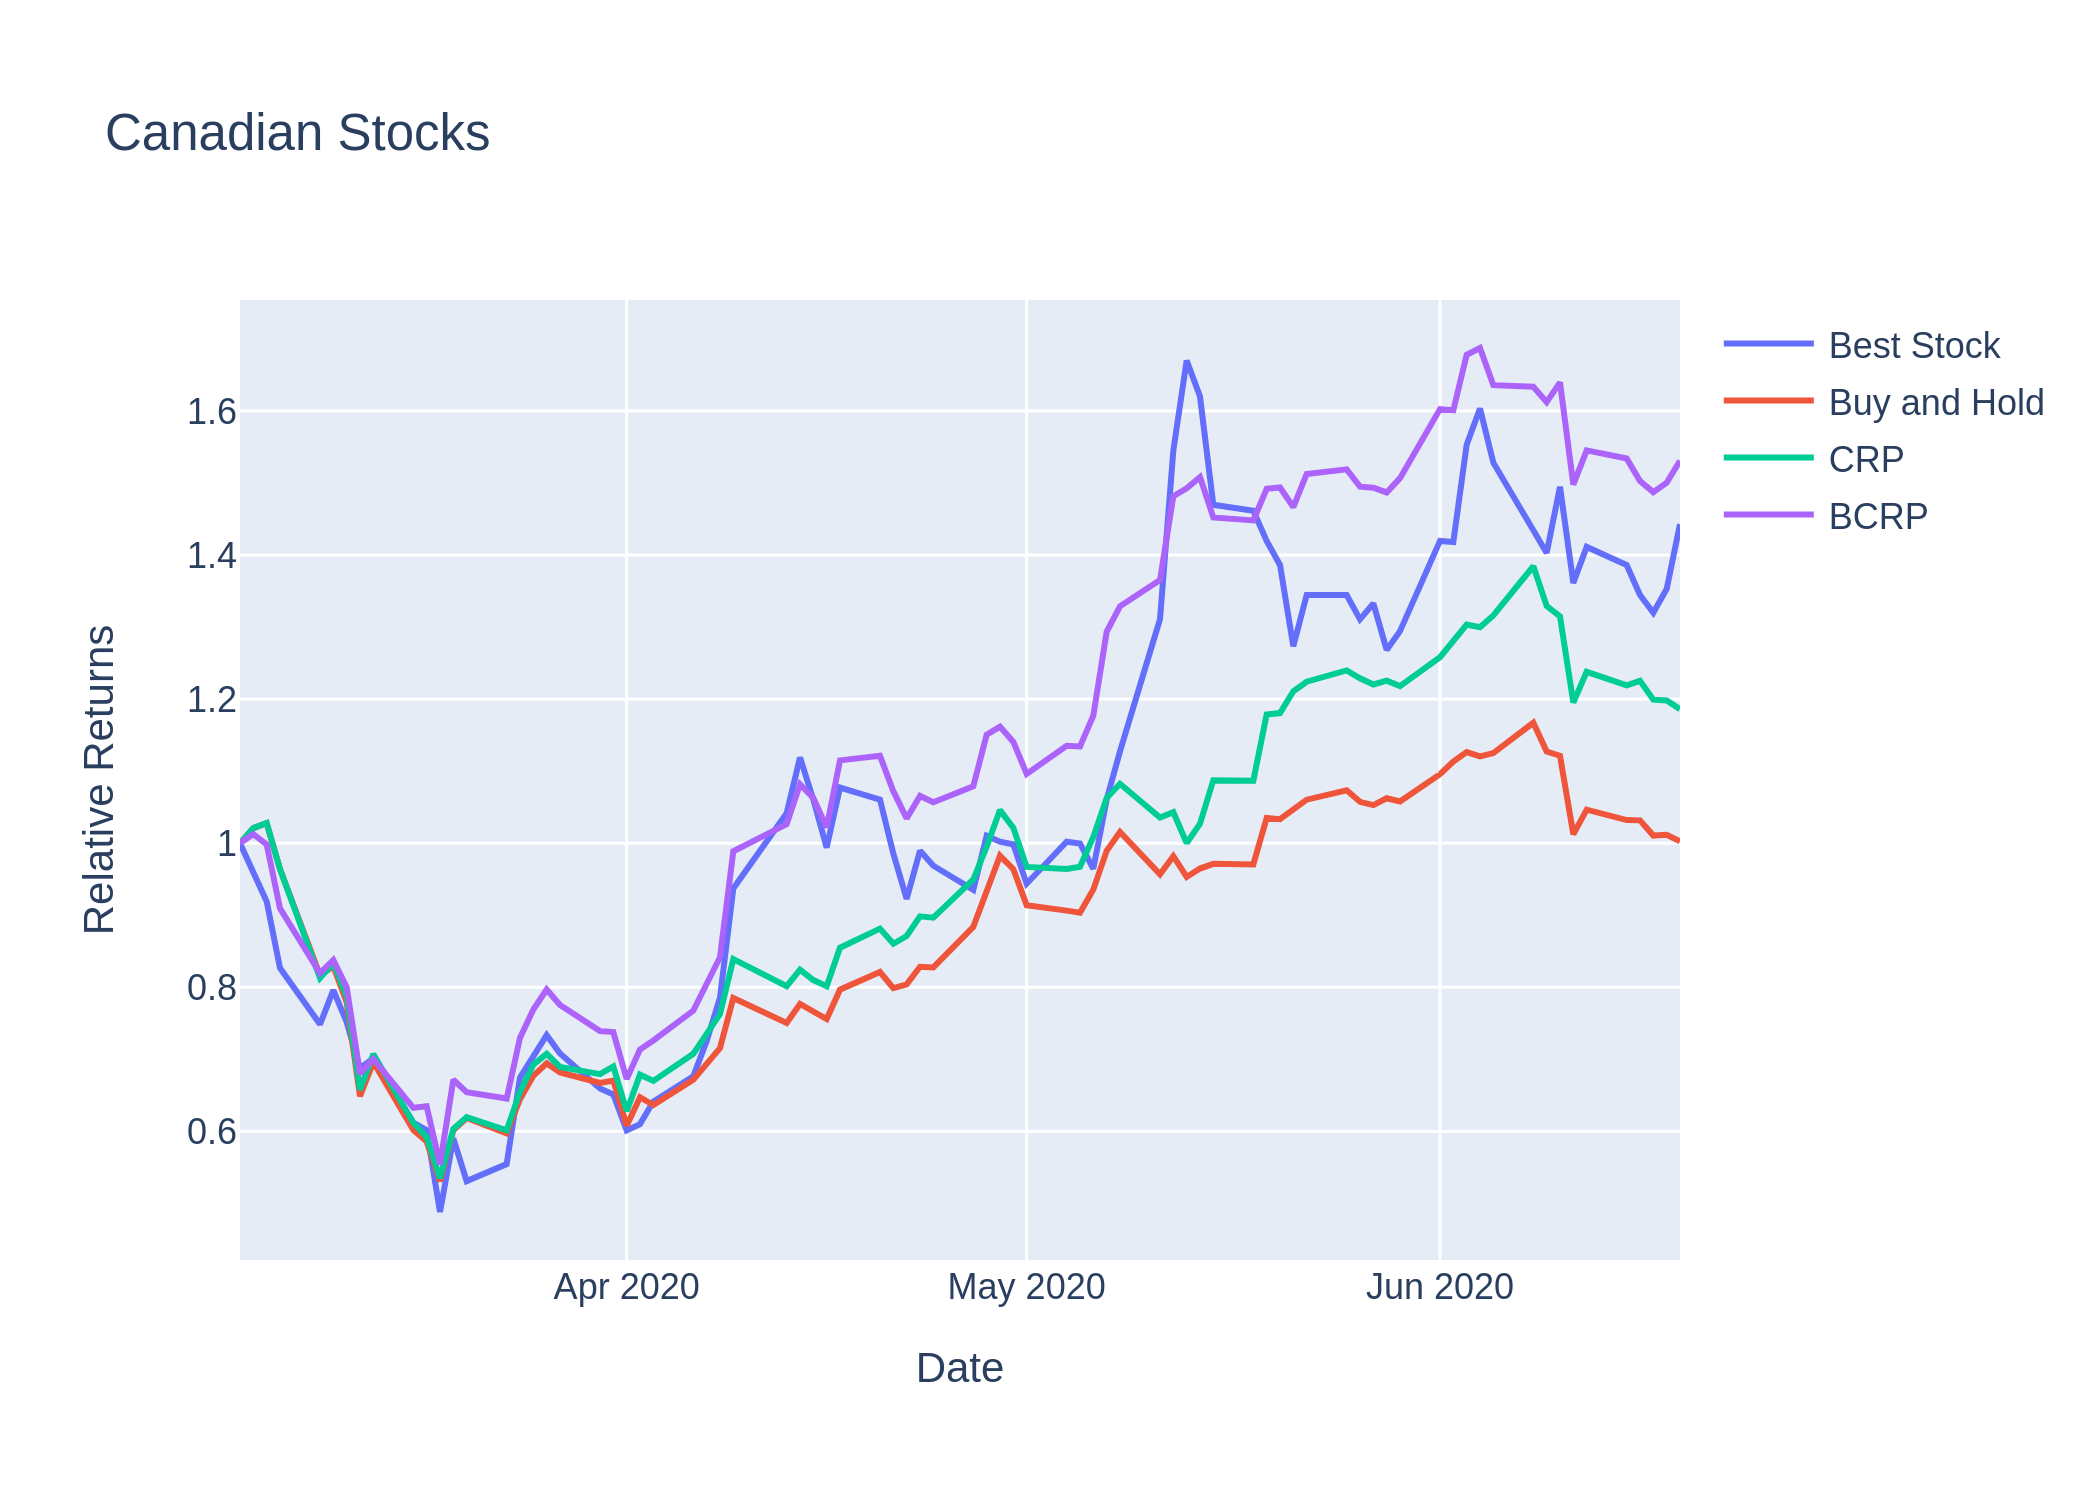 Canadian Stocks
Best Stock
Buy and Hold
CRP
BCRP
1.6
1.4
1.2
1
0.8
0.6
Relative Returns
Apr 2020
May 2020
Jun 2020
Date